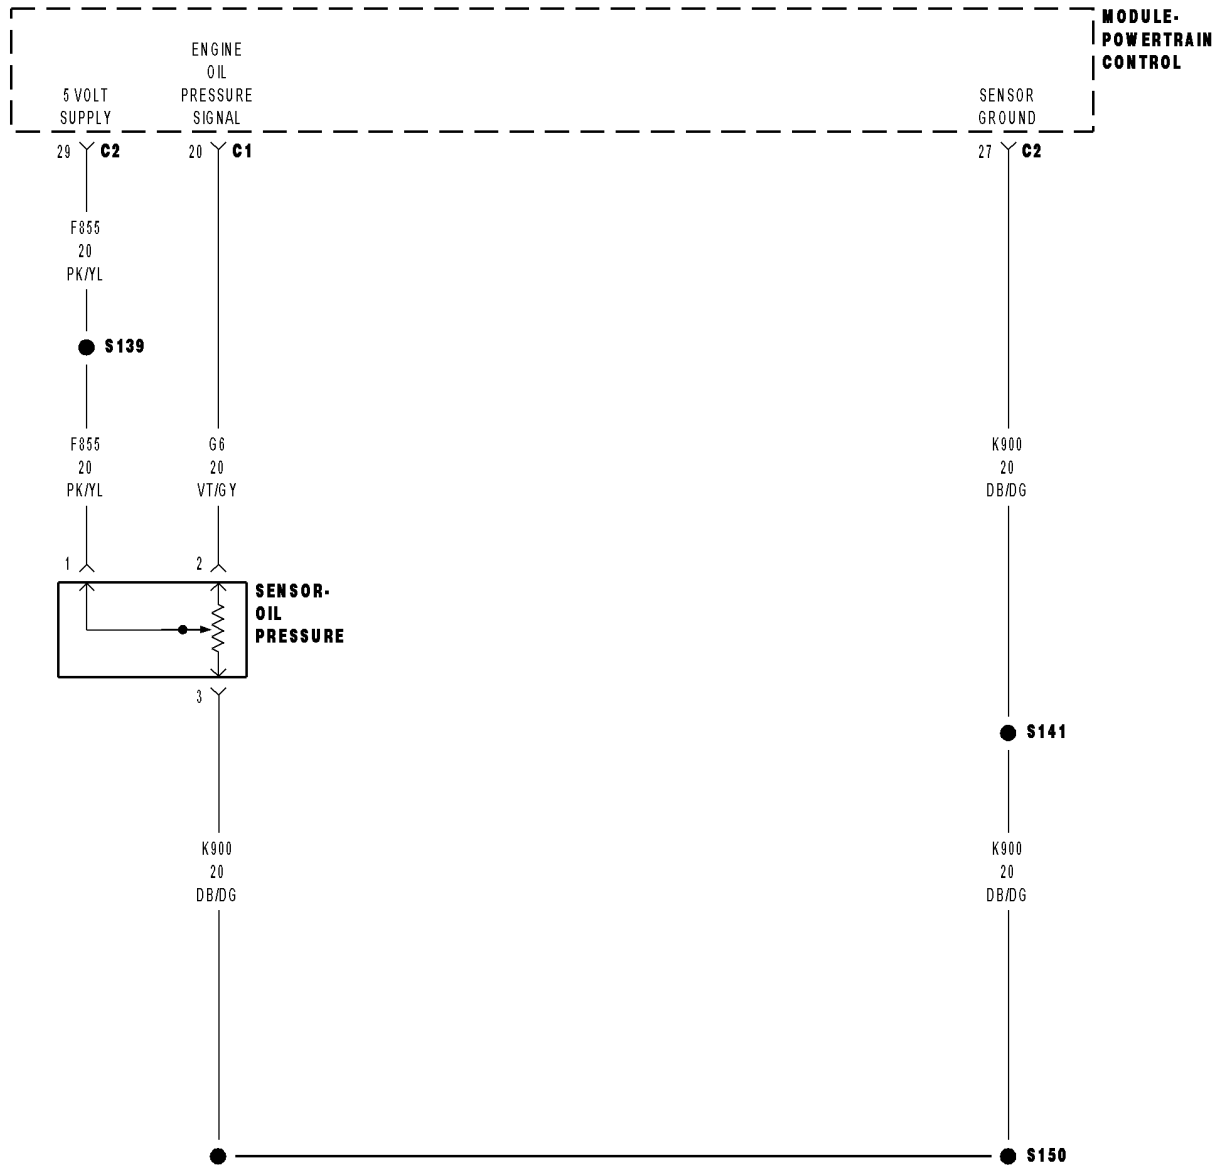 MODULE-
POWERTRAIN
CONTROL
ENGINE
OIL
PRESSURE
SIGNAL
5 VOLT
SUPPLY
SENSOR
GROUND
29 C2
20 C1
27 C2
F855
20
PK/YL
S139
F855
20
PK/YL
G6
20
VT/GY
K900
20
DB/DG
1
2
SENSOR-
OIL
PRESSURE
3
S141
K900
20
DB/DG
K900
20
DB/DG
S150